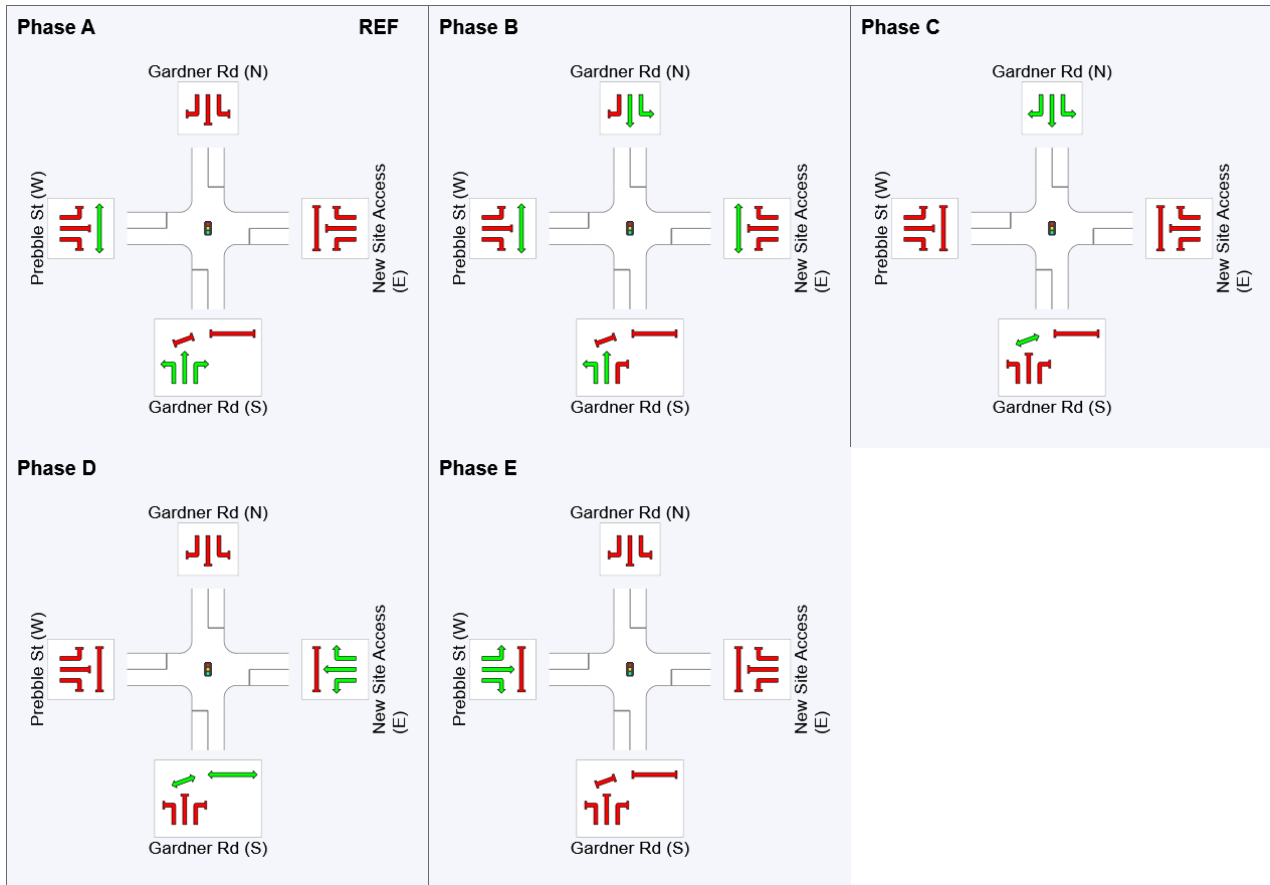 Phase A
REF
Gardner Rd (N)
Prebble St (W)
New Site Access
(E)
Gardner Rd (S)
Phase B
Gardner Rd (N)
Prebble St (W)
New Site Access
(E)
Gardner Rd (S)
Phase C
Gardner Rd (N)
Prebble St (W)
New Site Access
(E)
Gardner Rd (S)
Phase D
Gardner Rd (N)
Prebble St (W)
New Site Access
(E)
Gardner Rd (S)
Phase E
Gardner Rd (N)
Prebble St (W)
New Site Access
(E)
Gardner Rd (S)